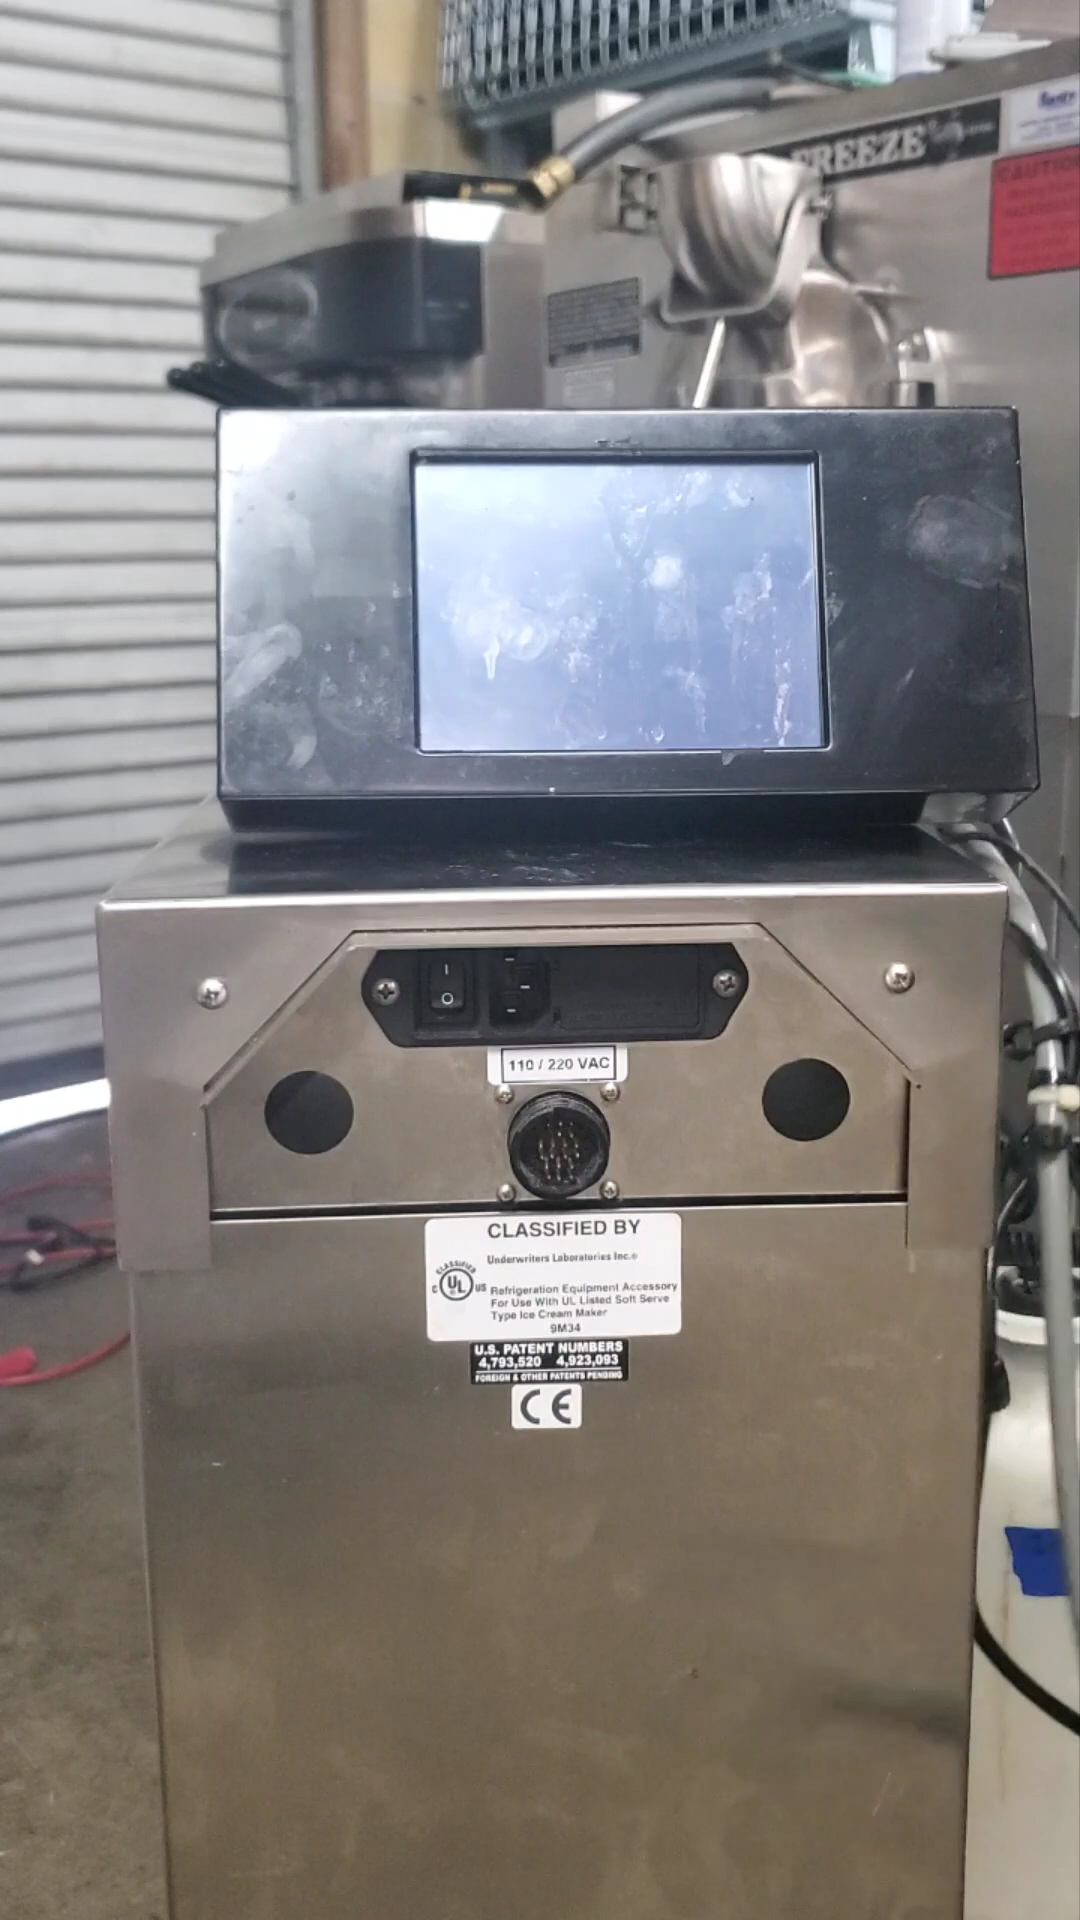 FREEZE
CAUTION
110 / 220 VAC
CLASSIFIED BY
Underwriters Laboratories Inc.®
CLASSIFIED
C UL US
Refrigeration Equipment Accessory
For Use With UL Listed Soft Serve
Type Ice Cream Maker
9M34
U.S. PATENT NUMBERS
4,793,520 4,923,093
FOREIGN & OTHER PATENTS PENDING
CE